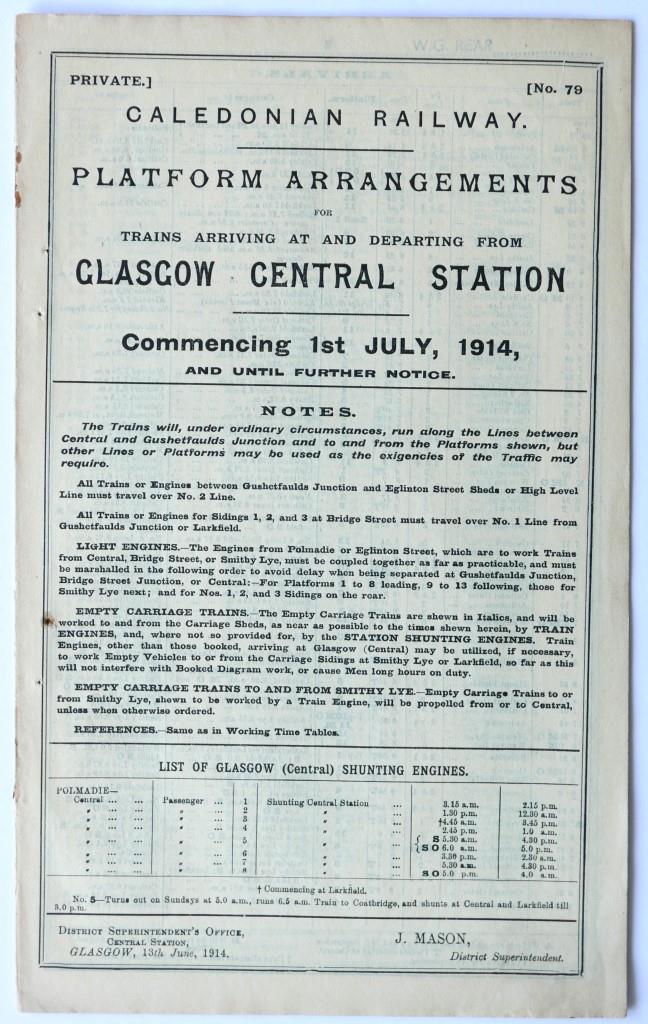 W.G. REAR
PRIVATE.]
[No. 79
CALEDONIAN RAILWAY.
PLATFORM ARRANGEMENTS
FOR
TRAINS ARRIVING AT AND DEPARTING FROM
GLASGOW CENTRAL STATION
Commencing 1st JULY, 1914,
AND UNTIL FURTHER NOTICE.
NOTES.
The Trains will, under ordinary circumstances, run along the Lines between
Central and Gushetfaulds Junction and to and from the Platforms shewn, but
other Lines or Platforms may be used as the exigencies of the Traffic may
require.
All Trains or Engines between Gushetfaulds Junction and Eglinton Street Sheds or High Level
Line must travel over No. 2 Line.
All Trains or Engines for Sidings 1, 2, and 3 at Bridge Street must travel over No. 1 Line from
Gushetfaulds Junction or Larkfield.
LIGHT ENGINES.—The Engines from Polmadie or Eglinton Street, which are to work Trains
from Central, Bridge Street, or Smithy Lye, must be coupled together as far as practicable, and must
be marshalled in the following order to avoid delay when being separated at Gushetfaulds Junction,
Bridge Street Junction, or Central:—For Platforms 1 to 8 leading, 9 to 13 following, those for
Smithy Lye next; and for Nos. 1, 2, and 3 Sidings on the rear.
EMPTY CARRIAGE TRAINS.—The Empty Carriage Trains are shewn in Italics, and will be
worked to and from the Carriage Sheds, as near as possible to the times shewn herein, by TRAIN
ENGINES, and, where not so provided for, by the STATION SHUNTING ENGINES. Train
Engines, other than those booked, arriving at Glasgow (Central) may be utilized, if necessary,
to work Empty Vehicles to or from the Carriage Sidings at Smithy Lye or Larkfield, so far as this
will not interfere with Booked Diagram work, or cause Men long hours on duty.
EMPTY CARRIAGE TRAINS TO AND FROM SMITHY LYE.—Empty Carriage Trains to or
from Smithy Lye, shewn to be worked by a Train Engine, will be propelled from or to Central,
unless when otherwise ordered.
REFERENCES.—Same as in Working Time Tables.
LIST OF GLASGOW (Central) SHUNTING ENGINES.
POLMADIE—
Central ... ... Passenger ... 1 Shunting Central Station ... 3.15 a.m. 2.15 p.m.
" ... ... " 2 " ... 1.30 p.m. 12.30 a.m.
" ... ... " 3 " ... †4.45 a.m. 3.45 p.m.
" ... ... " 4 " ... 2.45 p.m. 1.0 a.m.
" ... ... " 5 " ... { S 5.30 a.m. 4.30 p.m.
{ S O 6.0 a.m. 5.0 p.m.
" ... ... " 6 " ... 3.30 p.m. 2.30 a.m.
" ... ... " 7 " ... 5.30 a.m. 4.30 p.m.
" ... ... " 8 " ... S O 5.0 p.m. 4.0 a.m.
† Commencing at Larkfield.
No. 5—Turns out on Sundays at 5.0 a.m., runs 6.5 a.m. Train to Coatbridge, and shunts at Central and Larkfield till
3.0 p.m.
DISTRICT SUPERINTENDENT'S OFFICE,
CENTRAL STATION,
GLASGOW, 13th June, 1914.
J. MASON,
District Superintendent.